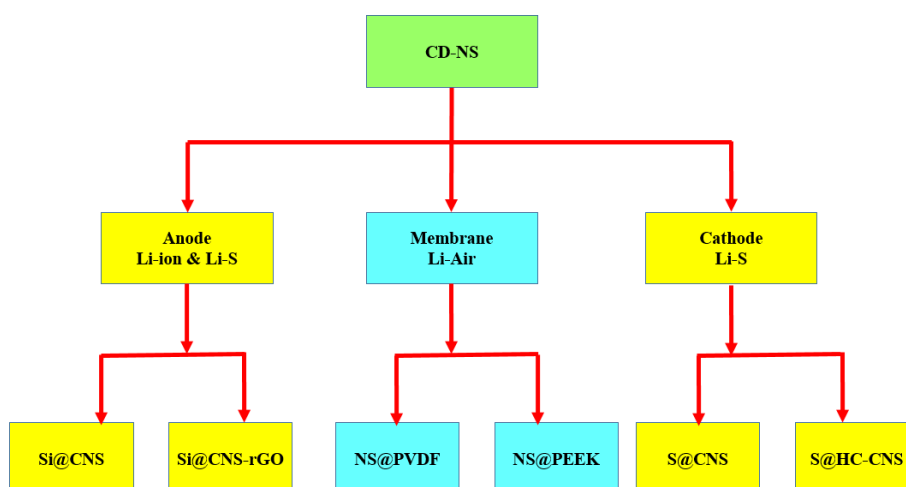 CD-NS
Anode
Li-ion & Li-S
Membrane
Li-Air
Cathode
Li-S
Si@CNS
Si@CNS-rGO
NS@PVDF
NS@PEEK
S@CNS
S@HC-CNS